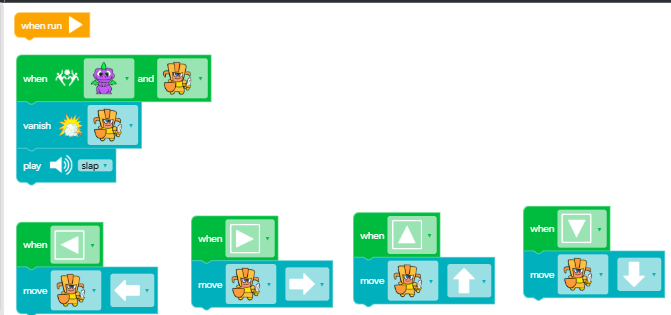 when run
when and
vanish
play slap
when
move
when
move
when
move
when
move